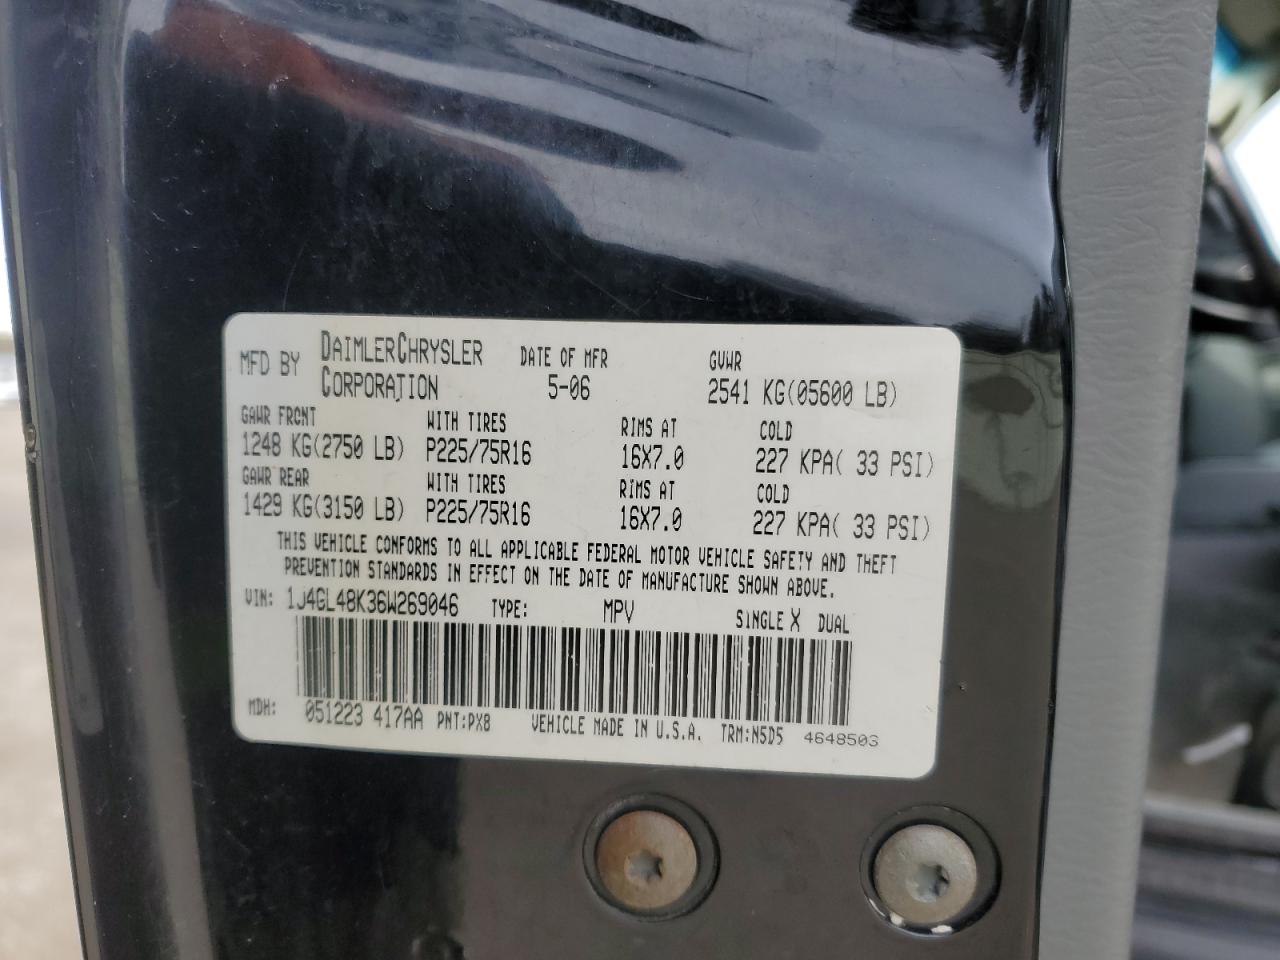 MFD BY DAIMLERCHRYSLER CORPORATION DATE OF MFR 5-06 GVWR 2541 KG(05600 LB)
GAWR FRONT WITH TIRES RIMS AT COLD
1248 KG(2750 LB) P225/75R16 16X7.0 227 KPA( 33 PSI)
GAWR REAR WITH TIRES RIMS AT COLD
1429 KG(3150 LB) P225/75R16 16X7.0 227 KPA( 33 PSI)
THIS VEHICLE CONFORMS TO ALL APPLICABLE FEDERAL MOTOR VEHICLE SAFETY AND THEFT
PREVENTION STANDARDS IN EFFECT ON THE DATE OF MANUFACTURE SHOWN ABOVE.
VIN: 1J4GL48K36W269046 TYPE: MPV SINGLE X DUAL
MDH: 051223 417AA PNT:PX8 VEHICLE MADE IN U.S.A. TRM:N5D5 4648503